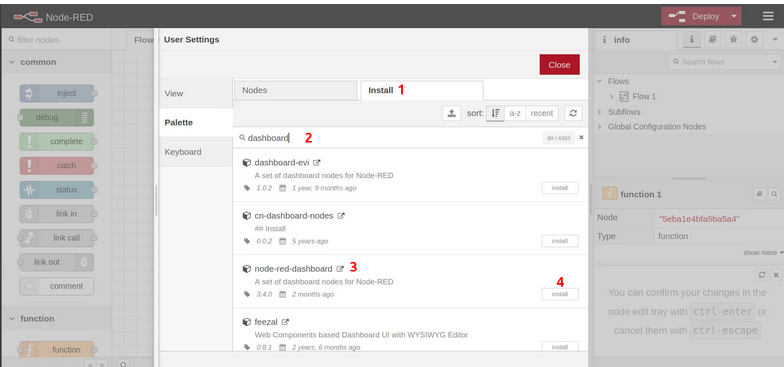 Node-RED
Deploy
filter nodes
Flow
User Settings
info
Close
Search flows
common
inject
debug
complete
catch
status
link in
link call
link out
comment
function
function
View
Palette
Keyboard
Nodes
Install 1
sort: a-z recent
dashboard 2
80 / 4393
dashboard-evi
A set of dashboard nodes for Node-RED
1.0.2 1 year, 9 months ago
install
cn-dashboard-nodes
## Install
0.0.2 5 years ago
install
node-red-dashboard 3
A set of dashboard nodes for Node-RED
4
3.4.0 2 months ago
install
feezal
Web Components based Dashboard UI with WYSIWYG Editor
0.8.1 2 years, 6 months ago
install
Flows
Flow 1
Subflows
Global Configuration Nodes
function 1
Node "5eba1e4bfa5ba5a4"
Type function
show more
You can confirm your changes in the
node edit tray with ctrl-enter or
cancel them with ctrl-escape